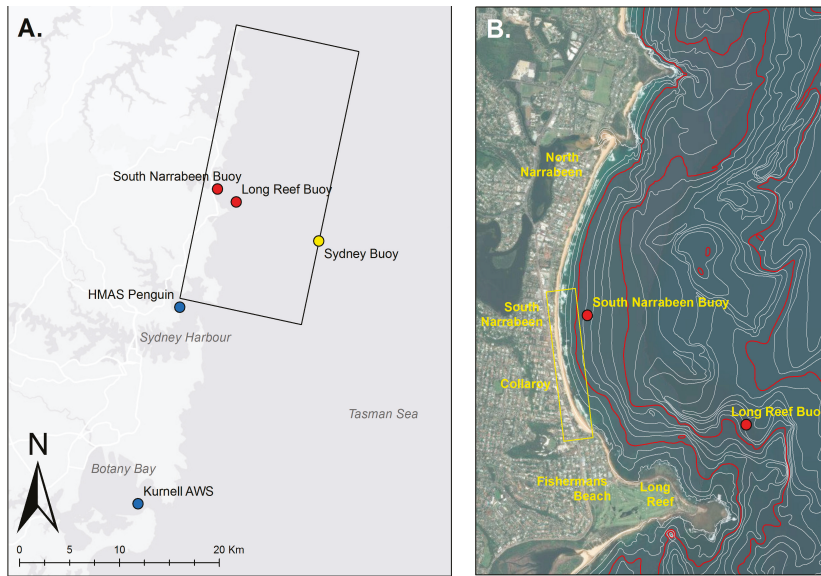 A.
South Narrabeen Buoy
Long Reef Buoy
Sydney Buoy
HMAS Penguin
Sydney Harbour
Tasman Sea
N
Botany Bay
Kurnell AWS
0 5 10 20 Km
B.
North
Narrabeen
South
Narrabeen
South Narrabeen Buoy
Collaroy
Long Reef Buo
Fishermans
Beach
Long
Reef